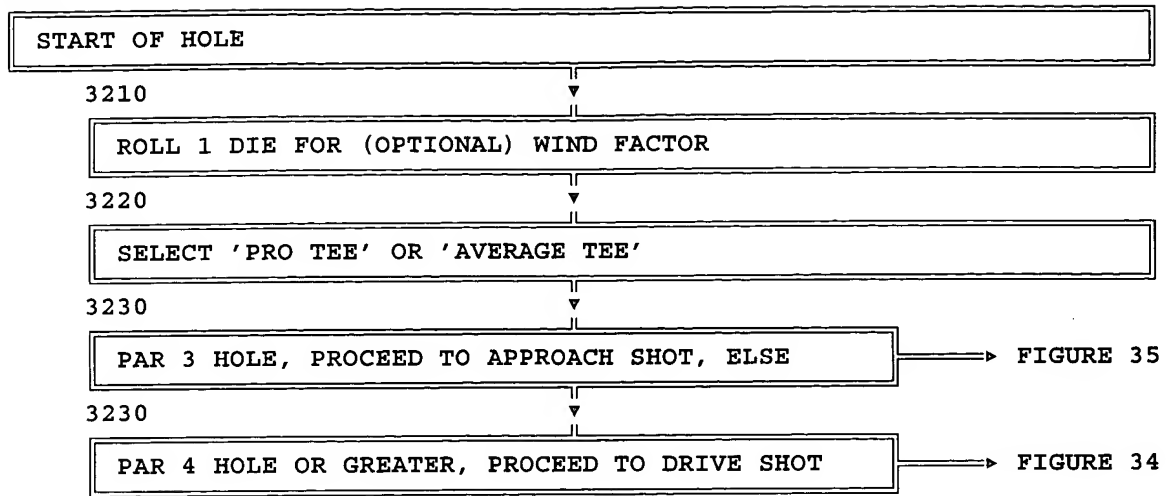 START OF HOLE
3210
ROLL 1 DIE FOR (OPTIONAL) WIND FACTOR
3220
SELECT 'PRO TEE' OR 'AVERAGE TEE'
3230
PAR 3 HOLE, PROCEED TO APPROACH SHOT, ELSE FIGURE 35
3230
PAR 4 HOLE OR GREATER, PROCEED TO DRIVE SHOT FIGURE 34